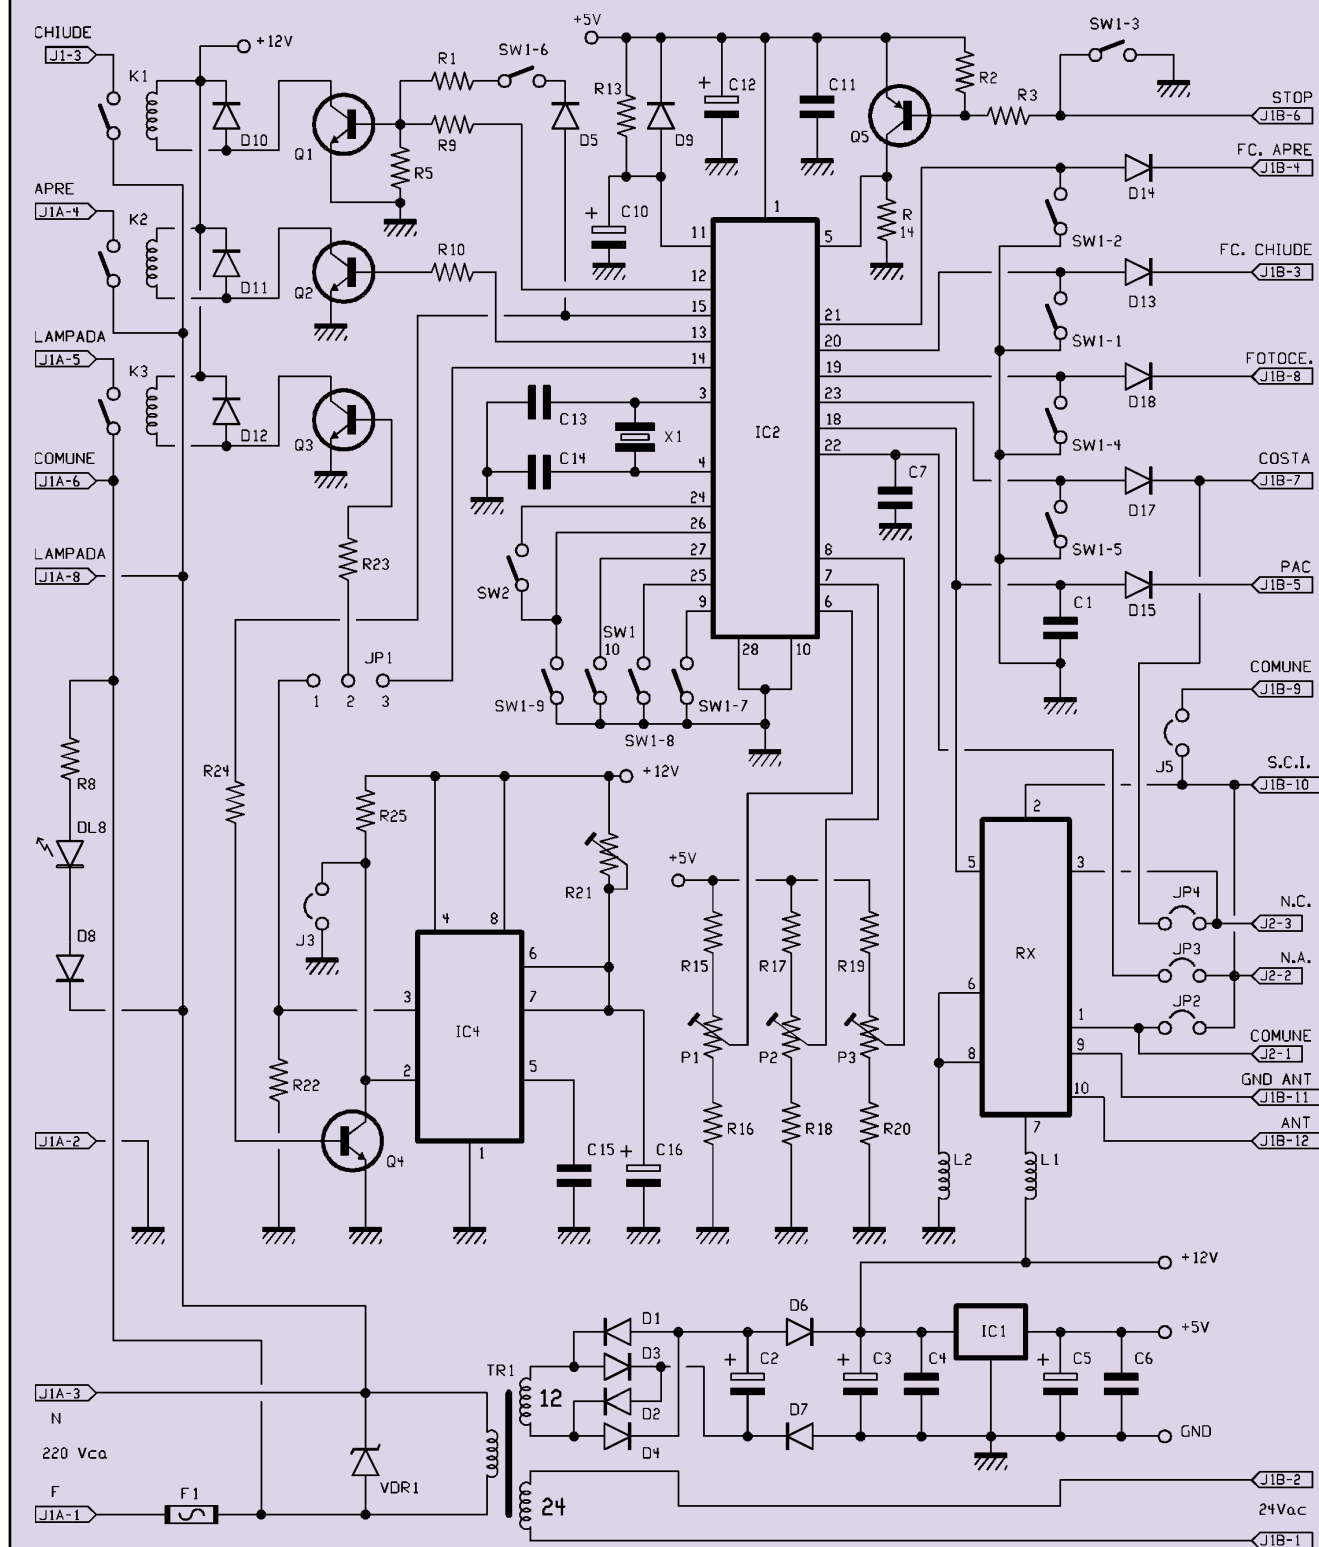 CHIUDE
J1-3
K1
+12V
D10
Q1
R1
SW1-6
R9
R5
D5
+5V
R13
D9
C12
+
C11
C10
+
Q5
R2
R3
SW1-3
STOP
J1B-6
FC. APRE
J1B-4
D14
SW1-2
R
14
APRE
J1A-4
K2
D11
Q2
R10
FC. CHIUDE
J1B-3
D13
SW1-1
LAMPADA
J1A-5
K3
D12
Q3
FOTOCE.
J1B-8
D18
SW1-4
COMUNE
J1A-6
COSTA
J1B-7
D17
SW1-5
LAMPADA
J1A-8
PAC
J1B-5
D15
C1
1
11
12
15
13
14
3
4
24
26
27
25
9
28
10
5
21
20
19
23
18
22
8
7
6
IC2
C13
C14
X1
C7
SW2
R23
SW1
10
SW1-9
SW1-8
SW1-7
JP1
1
2
3
COMUNE
J1B-9
J5
S.C.I.
J1B-10
R8
DL8
D8
R24
R25
J3
+12V
R21
4
8
6
7
3
2
5
1
IC4
R22
Q4
C15
+
C16
+5V
R15
R17
R19
P1
P2
P3
R16
R18
R20
2
5
3
6
8
1
9
10
7
RX
JP4
JP3
JP2
N.C.
J2-3
N.A.
J2-2
COMUNE
J2-1
GND ANT
J1B-11
ANT
J1B-12
L2
L1
J1A-2
+12V
D1
D3
D2
D4
D6
D7
+
C2
+
C3
C4
IC1
+
C5
C6
+5V
GND
TR1
12
24
J1A-3
N
220 Vca
F
J1A-1
F1
VDR1
J1B-2
24Vac
J1B-1